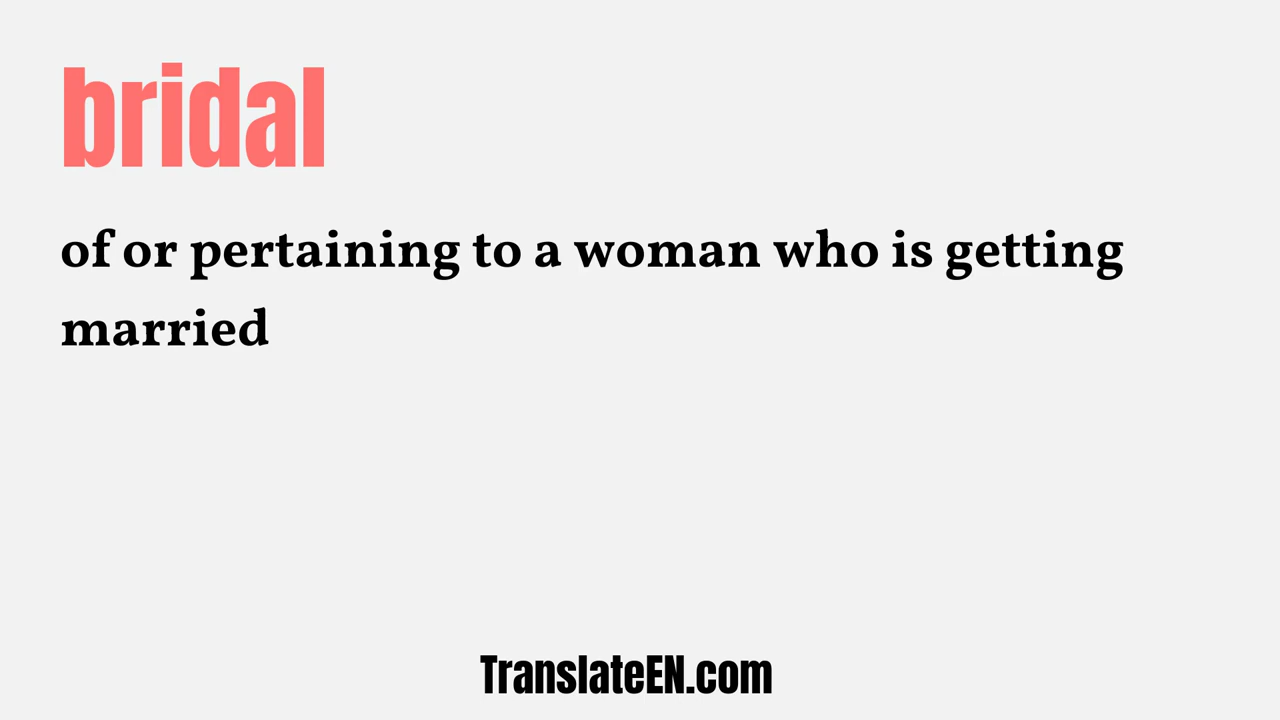 bridal
of or pertaining to a woman who is getting
married
TranslateEN.com